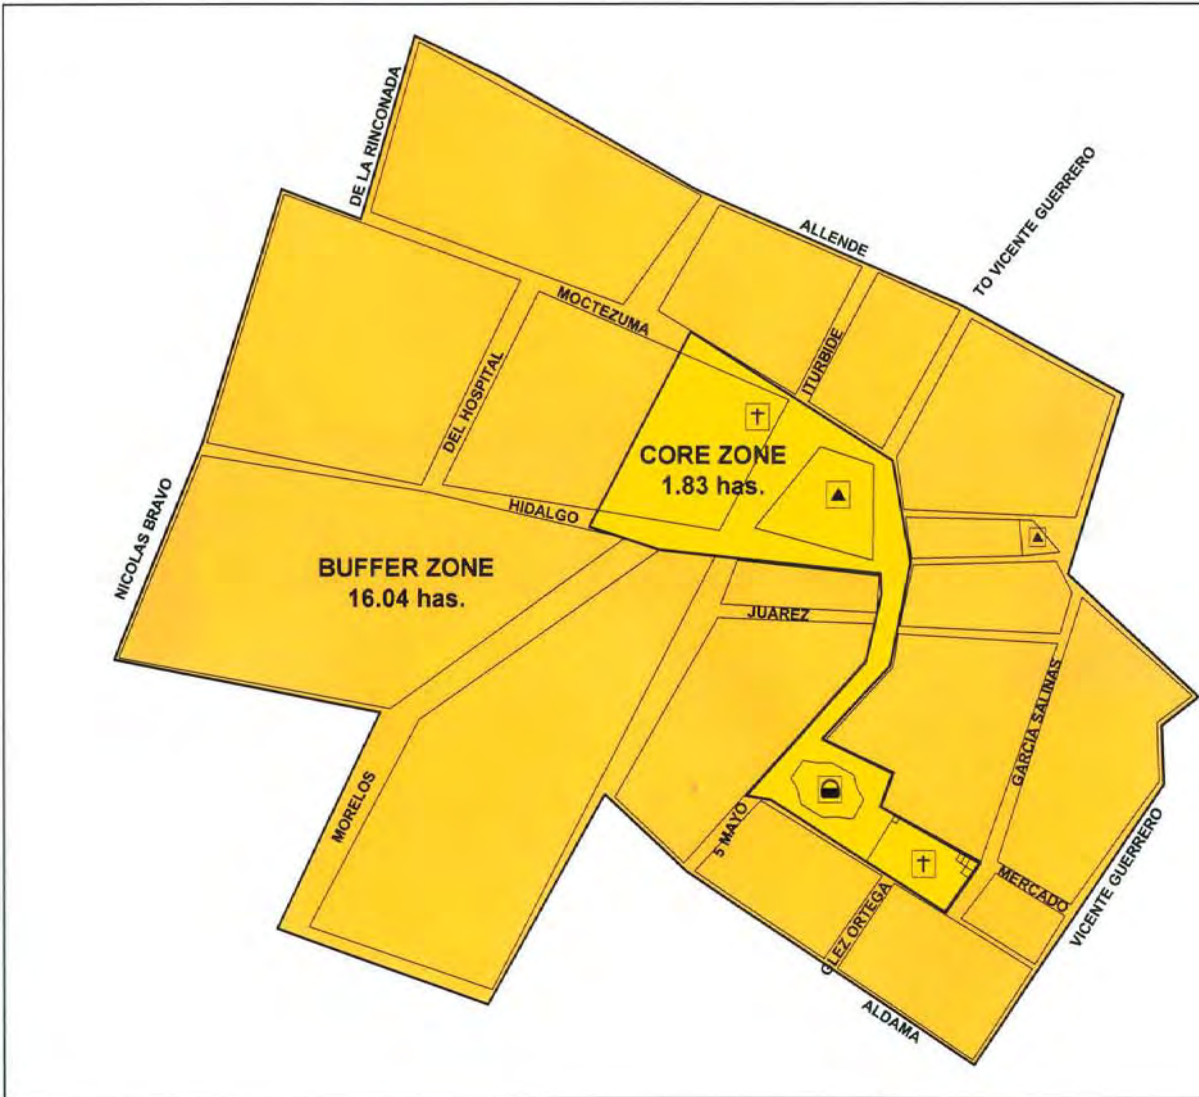 DE LA RINCONADA
ALLENDE
TO VICENTE GUERRERO
MOCTEZUMA
ITURBIDE
DEL HOSPITAL
CORE ZONE
1.83 has.
HIDALGO
NICOLAS BRAVO
BUFFER ZONE
16.04 has.
JUAREZ
GARCIA SALINAS
MORELOS
5 MAYO
MERCADO
VICENTE GUERRERO
GLEZ ORTEGA
ALDAMA